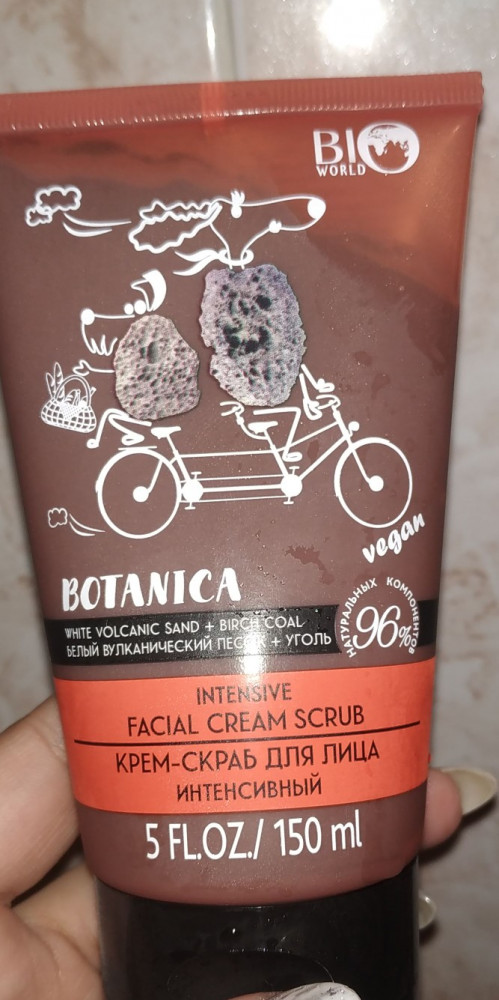 BIO
WORLD
vegan
BOTANICA
WHITE VOLCANIC SAND + BIRCH COAL
БЕЛЫЙ ВУЛКАНИЧЕСКИЙ ПЕСОК + УГОЛЬ
НАТУРАЛЬНЫХ КОМПОНЕНТОВ
96%
INTENSIVE
FACIAL CREAM SCRUB
КРЕМ-СКРАБ ДЛЯ ЛИЦА
ИНТЕНСИВНЫЙ
5 FL.OZ./ 150 ml